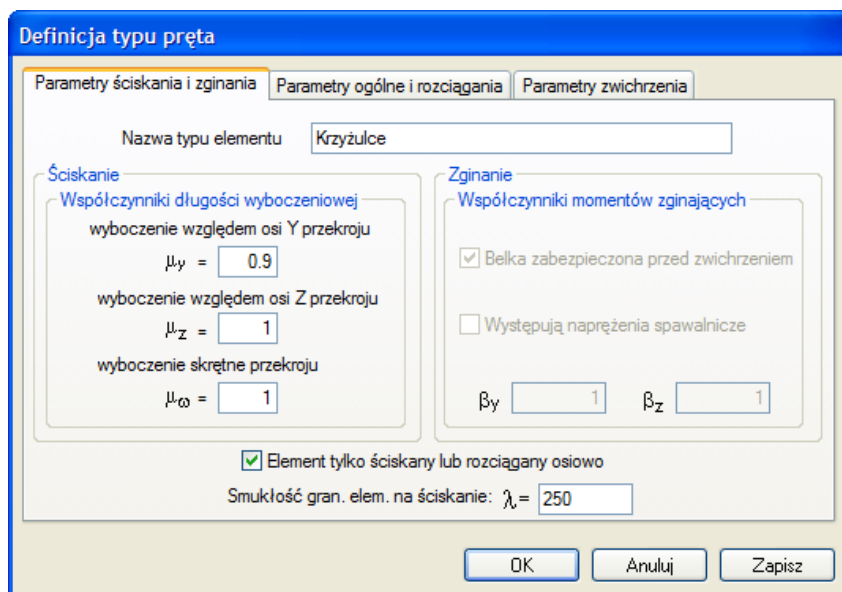 Definicja typu pręta
Parametry ściskania i zginania
Parametry ogólne i rozciągania
Parametry zwichrzenia
Nazwa typu elementu Krzyżulce
Ściskanie
Współczynniki długości wyboczeniowej
wyboczenie względem osi Y przekroju
μy = 0.9
wyboczenie względem osi Z przekroju
μz = 1
wyboczenie skrętne przekroju
μω = 1
Zginanie
Współczynniki momentów zginających
Belka zabezpieczona przed zwichrzeniem
Występują naprężenia spawalnicze
βy 1 βz 1
Element tylko ściskany lub rozciągany osiowo
Smukłość gran. elem. na ściskanie: λ = 250
OK Anuluj Zapisz